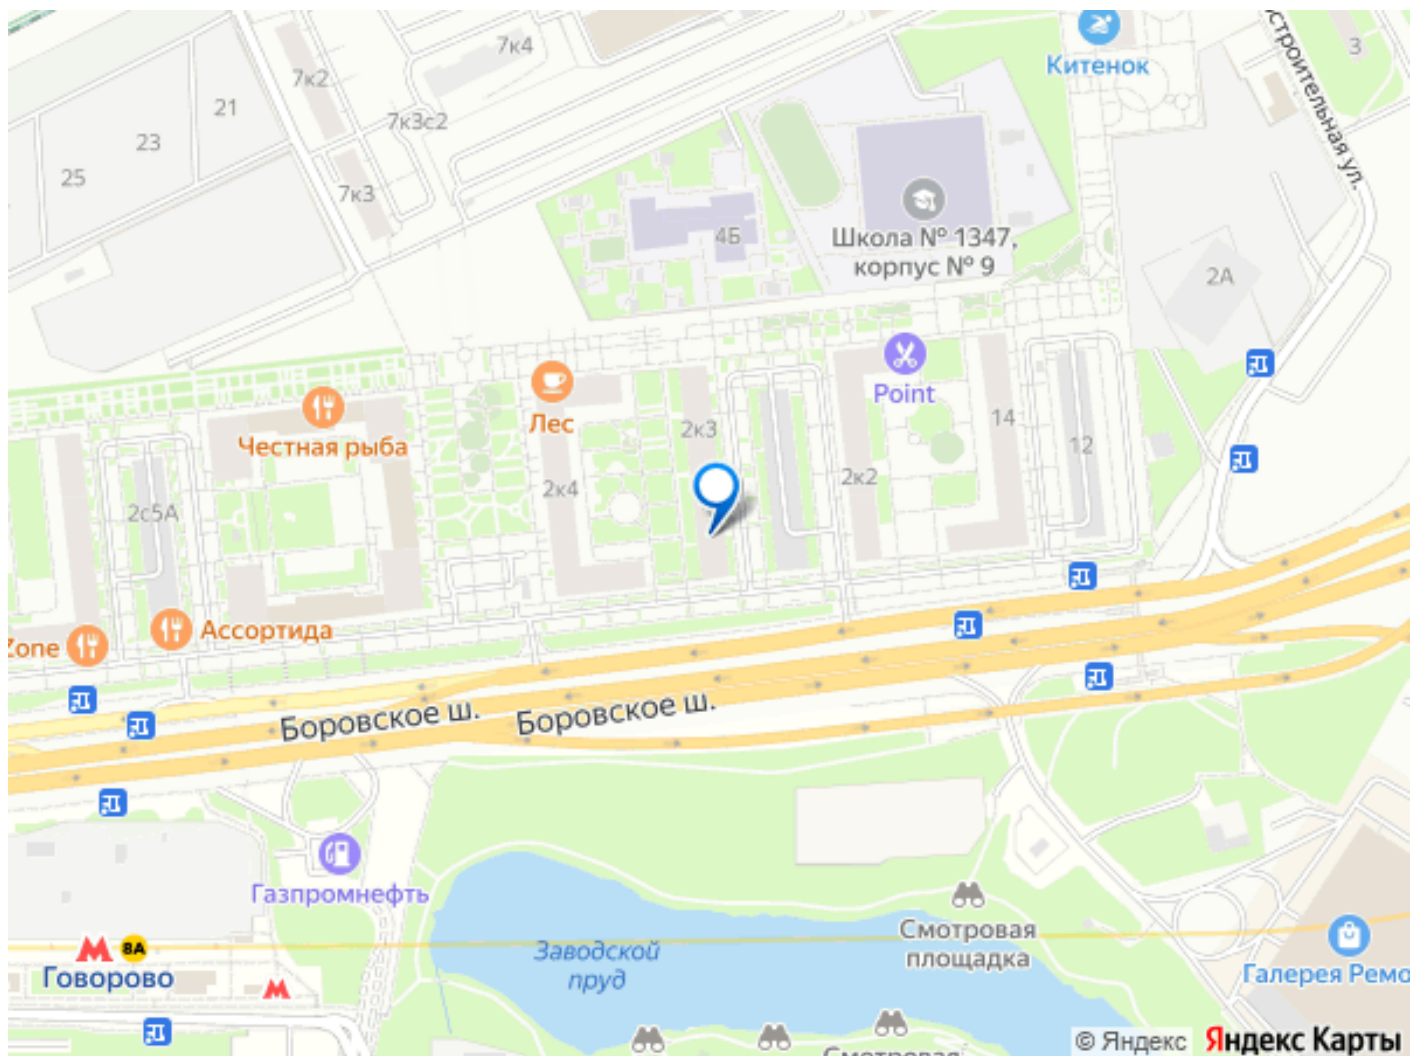 7к4
3
Китенок
строительная ул.
7к2
21
7к3с2
23
25
7к3
4Б
Школа № 1347,
корпус № 9
2А
Point
Лес
14
2к3
Честная рыба
12
2к4
2к2
2с5А
Ассортида
Zone
Боровское ш.
Боровское ш.
Газпромнефть
Смотровая
площадка
8А
Говорово
Заводской
пруд
Галерея Ремо
© Яндекс
Яндекс Карты
Смотровая